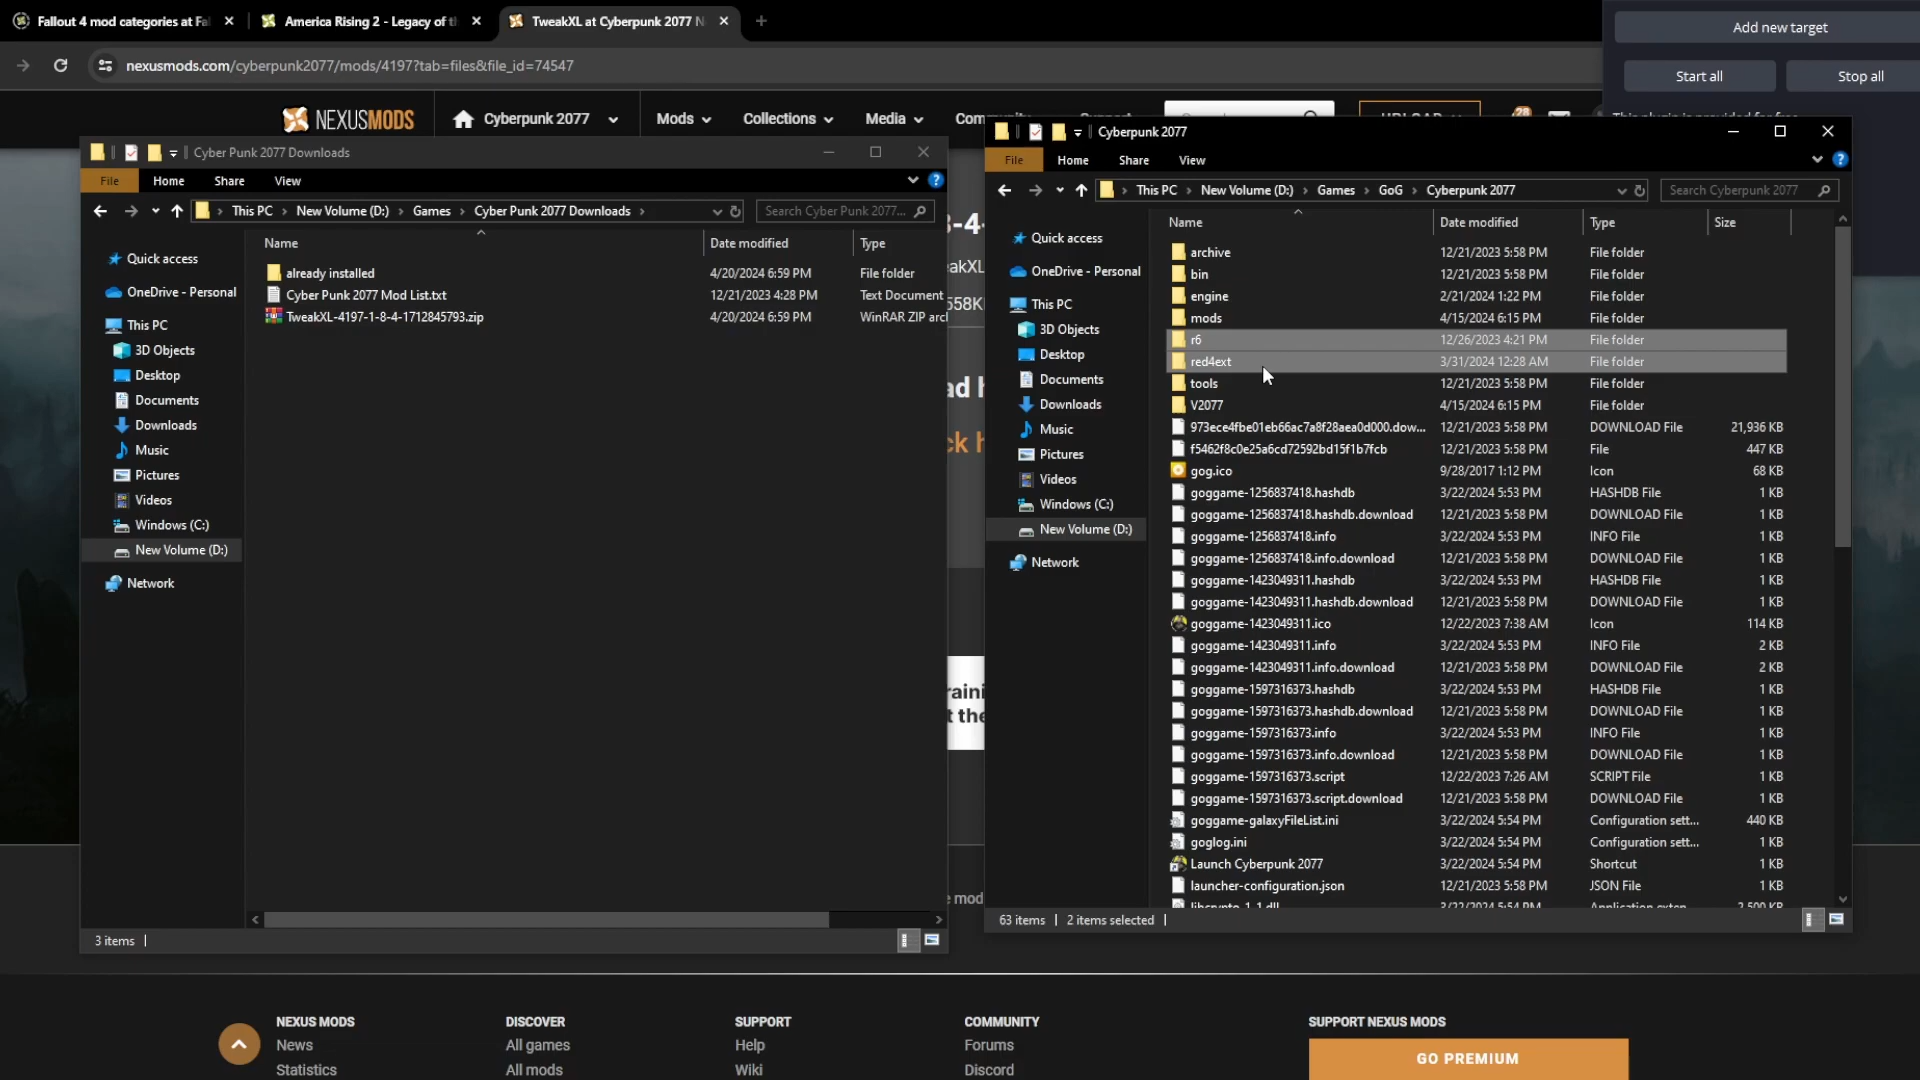 Fallout 4 mod categories at Fa
America Rising 2 - Legacy of t
TweakXL at Cyberpunk 2077 N
Add new target
nexusmods.com/cyberpunk2077/mods/4197?tab=files&file_id=74547
Start all
Stop all
NEXUSMODS
Cyberpunk 2077
Mods
Collections
Media
28
Cyber Punk 2077 Downloads
File
Home
Share
View
This PC
New Volume (D:)
Games
Cyber Punk 2077 Downloads
Search Cyber Punk 2077...
Name
Date modified
Type
Quick access
OneDrive - Personal
This PC
3D Objects
Desktop
Documents
Downloads
Music
Pictures
Videos
Windows (C:)
New Volume (D:)
Network
already installed 4/20/2024 6:59 PM File folder
Cyber Punk 2077 Mod List.txt 12/21/2023 4:28 PM Text Document
TweakXL-4197-1-8-4-1712845793.zip 4/20/2024 6:59 PM WinRAR ZIP arc
3 items
Cyberpunk 2077
File
Home
Share
View
This PC
New Volume (D:)
Games
GoG
Cyberpunk 2077
Search Cyberpunk 2077
Name
Date modified
Type
Size
Quick access
OneDrive - Personal
This PC
3D Objects
Desktop
Documents
Downloads
Music
Pictures
Videos
Windows (C:)
New Volume (D:)
Network
archive 12/21/2023 5:58 PM File folder
bin 12/21/2023 5:58 PM File folder
engine 2/21/2024 1:22 PM File folder
mods 4/15/2024 6:15 PM File folder
r6 12/26/2023 4:21 PM File folder
red4ext 3/31/2024 12:28 AM File folder
tools 12/21/2023 5:58 PM File folder
V2077 4/15/2024 6:15 PM File folder
973ece4fbe01eb66ac7a8f28aea0d000.dow... 12/21/2023 5:58 PM DOWNLOAD File 21,936 KB
f5462f8c0e25a6cd72592bd15f1b7fcb 12/21/2023 5:58 PM File 447 KB
gog.ico 9/28/2017 1:12 PM Icon 68 KB
goggame-1256837418.hashdb 3/22/2024 5:53 PM HASHDB File 1 KB
goggame-1256837418.hashdb.download 12/21/2023 5:58 PM DOWNLOAD File 1 KB
goggame-1256837418.info 3/22/2024 5:53 PM INFO File 1 KB
goggame-1256837418.info.download 12/21/2023 5:58 PM DOWNLOAD File 1 KB
goggame-1423049311.hashdb 3/22/2024 5:53 PM HASHDB File 1 KB
goggame-1423049311.hashdb.download 12/21/2023 5:58 PM DOWNLOAD File 1 KB
goggame-1423049311.ico 12/22/2023 7:38 AM Icon 114 KB
goggame-1423049311.info 3/22/2024 5:53 PM INFO File 2 KB
goggame-1423049311.info.download 12/21/2023 5:58 PM DOWNLOAD File 2 KB
goggame-1597316373.hashdb 3/22/2024 5:53 PM HASHDB File 1 KB
goggame-1597316373.hashdb.download 12/21/2023 5:58 PM DOWNLOAD File 1 KB
goggame-1597316373.info 3/22/2024 5:53 PM INFO File 1 KB
goggame-1597316373.info.download 12/21/2023 5:58 PM DOWNLOAD File 1 KB
goggame-1597316373.script 12/22/2023 7:26 AM SCRIPT File 1 KB
goggame-1597316373.script.download 12/21/2023 5:58 PM DOWNLOAD File 1 KB
goggame-galaxyFileList.ini 3/22/2024 5:54 PM Configuration sett... 440 KB
goglog.ini 3/22/2024 5:54 PM Configuration sett... 1 KB
Launch Cyberpunk 2077 3/22/2024 5:54 PM Shortcut 1 KB
launcher-configuration.json 12/21/2023 5:58 PM JSON File 1 KB
63 items
2 items selected
NEXUS MODS
News
Statistics
DISCOVER
All games
All mods
SUPPORT
Help
Wiki
COMMUNITY
Forums
Discord
SUPPORT NEXUS MODS
GO PREMIUM